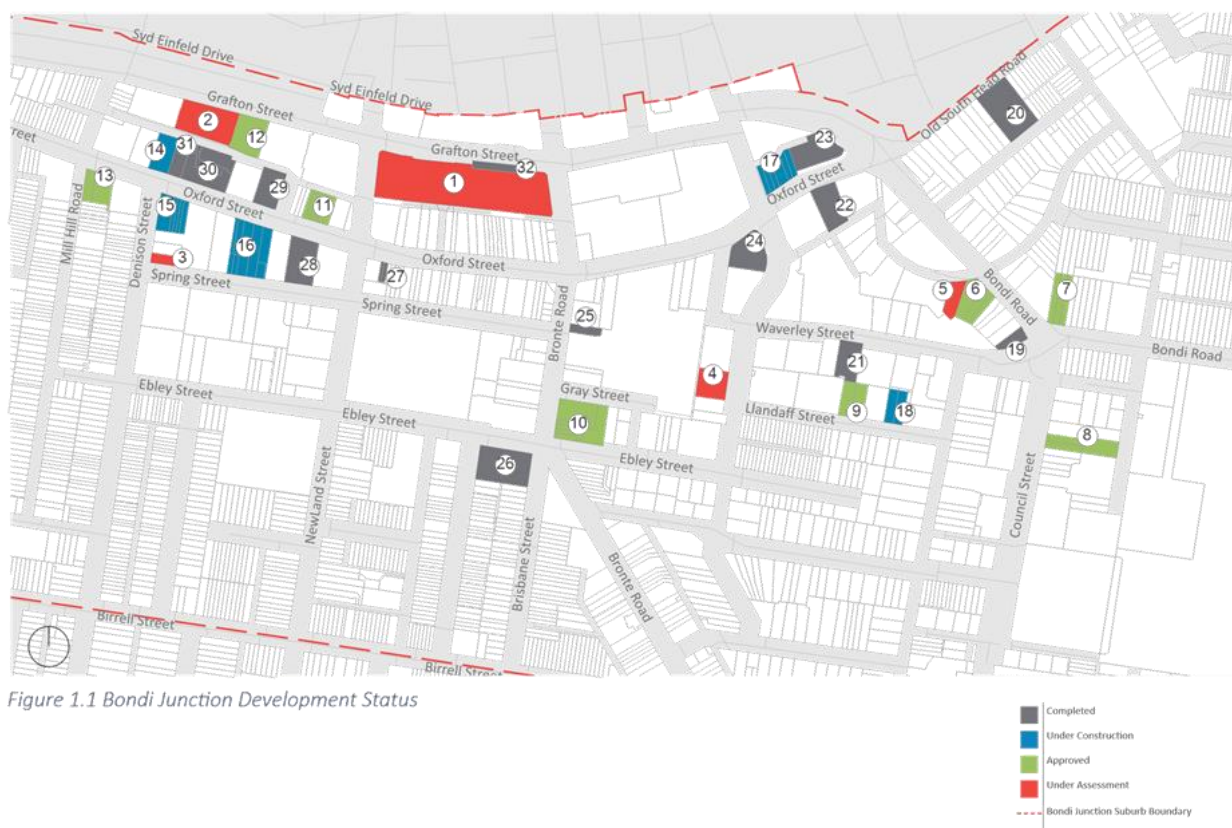 Syd Einfeld Drive
Syd Einfeld Drive
Old South Head Road
20
Grafton Street
2
12
Grafton Street
32
23
17
14
31
30
29
1
Oxford Street
22
13
reet
11
Oxford Street
Mill Hill Road
15
16
28
24
Denison Street
3
Spring Street
27
Oxford Street
Bondi Road
5
6
7
Spring Street
25
Bronte Road
Waverley Street
19
Bondi Road
21
4
Ebley Street
Gray Street
9
18
Llandaff Street
10
Ebley Street
8
Ebley Street
26
NewLand Street
Council Street
Brisbane Street
Bronte Road
Birrell Street
Birrell Street
Figure 1.1 Bondi Junction Development Status
Completed
Under Construction
Approved
Under Assessment
Bondi Junction Suburb Boundary